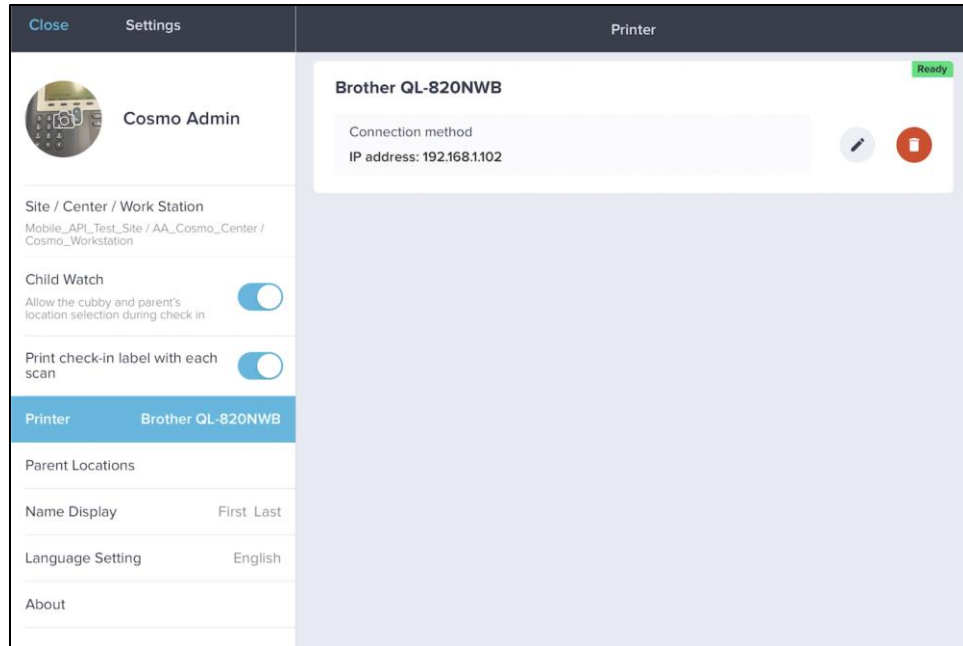 Close Settings
Printer
Cosmo Admin
Site / Center / Work Station
Mobile_API_Test_Site / AA_Cosmo_Center /
Cosmo_Workstation
Child Watch
Allow the cubby and parent's
location selection during check in
Print check-in label with each
scan
Printer Brother QL-820NWB
Parent Locations
Name Display First Last
Language Setting English
About
Ready
Brother QL-820NWB
Connection method
IP address: 192.168.1.102